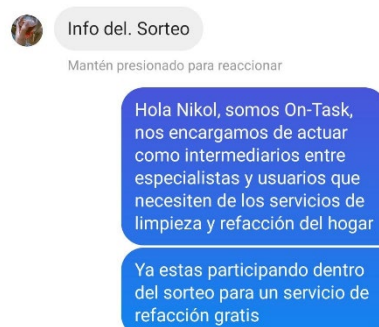 Info del. Sorteo
Mantén presionado para reaccionar
Hola Nikol, somos On-Task,
nos encargamos de actuar
como intermediarios entre
especialistas y usuarios que
necesiten de los servicios de
limpieza y refacción del hogar
Ya estas participando dentro
del sorteo para un servicio de
refacción gratis